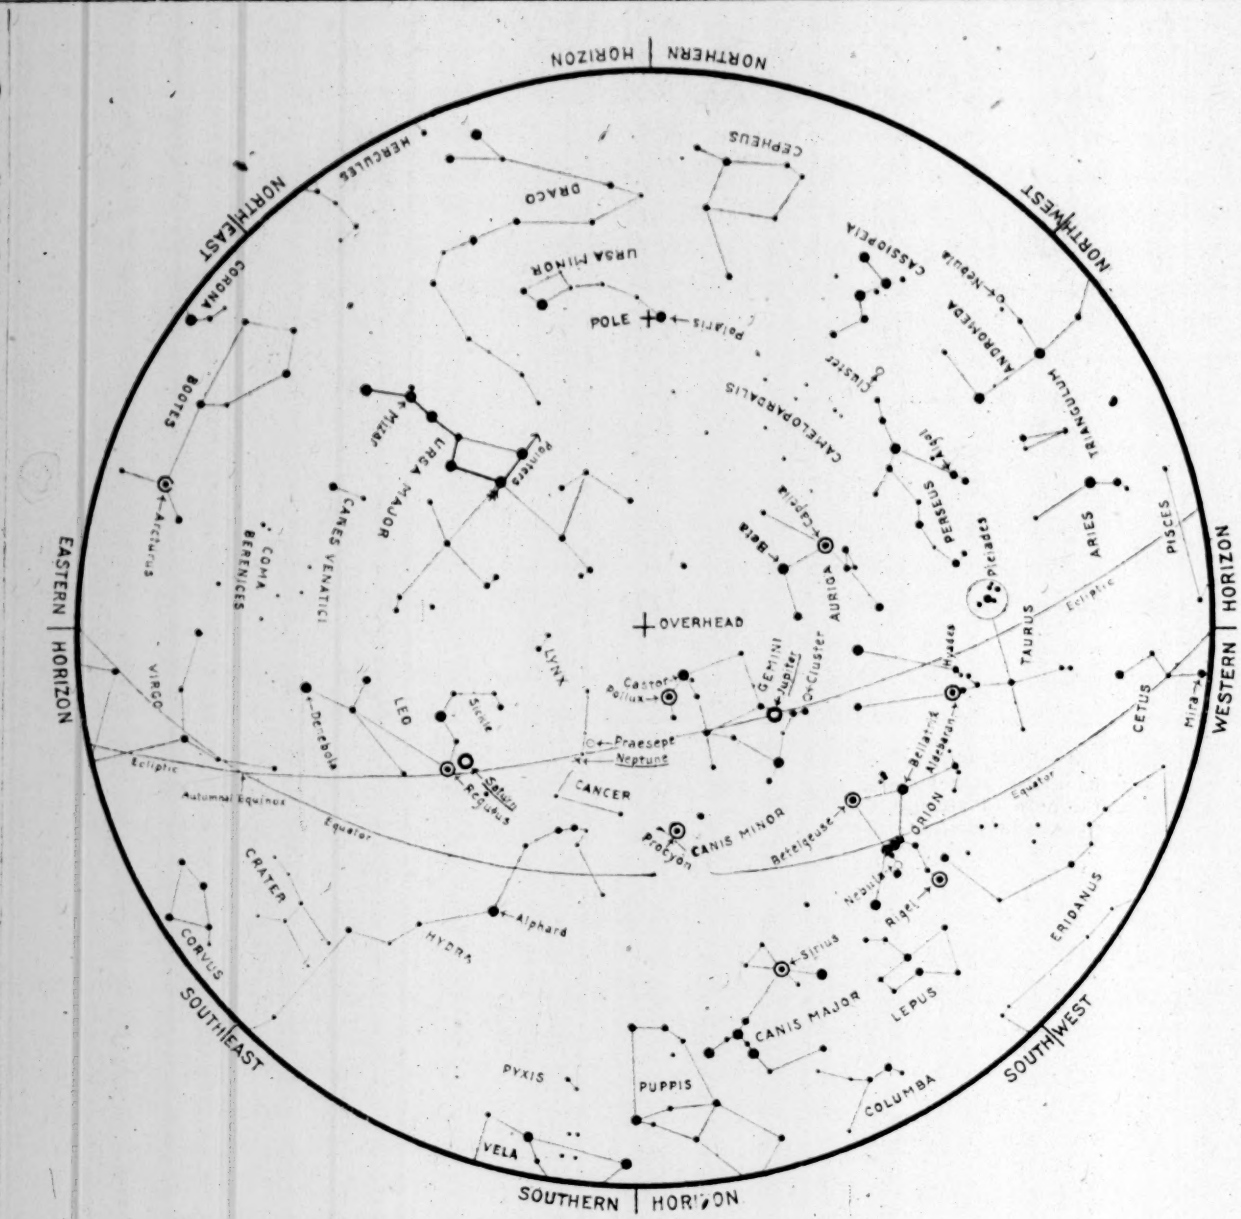 NORTHERN HORIZON
HERCULES
CEPHEUS
DRACO
NORTHEAST
NORTHWEST
URSA MINOR
CASSIOPEIA
Nebula
CORONA
POLE
Polaris
ANDROMEDA
Cluster
BOOTES
Mizar
CAMELOPARDALIS
TRIANGULUM
URSA MAJOR
Pointers
Algol
Arcturus
CANES VENATICI
Capella
PERSEUS
ARIES
PISCES
COMA
BERENICES
Beta
Pleiades
EASTERN HORIZON
AURIGA
Ecliptic
WESTERN HORIZON
OVERHEAD
TAURUS
Hyades
VIRGO
LYNX
Castor
Pollux
GEMINI
Jupiter
Cluster
LEO
Sickle
CETUS
Mira
Denebola
Praesepe
Neptune
Bellatrix
Aldebaran
Ecliptic
Saturn
Regulus
CANCER
Autumnal Equinox
Equator
Equator
Procyon
CANIS MINOR
Betelgeuse
ORION
CRATER
Nebula
Rigel
ERIDANUS
Alphard
HYDRA
CORVUS
Sirius
LEPUS
CANIS MAJOR
SOUTHEAST
SOUTHWEST
PYXIS
PUPPIS
COLUMBA
VELA
SOUTHERN HORIZON